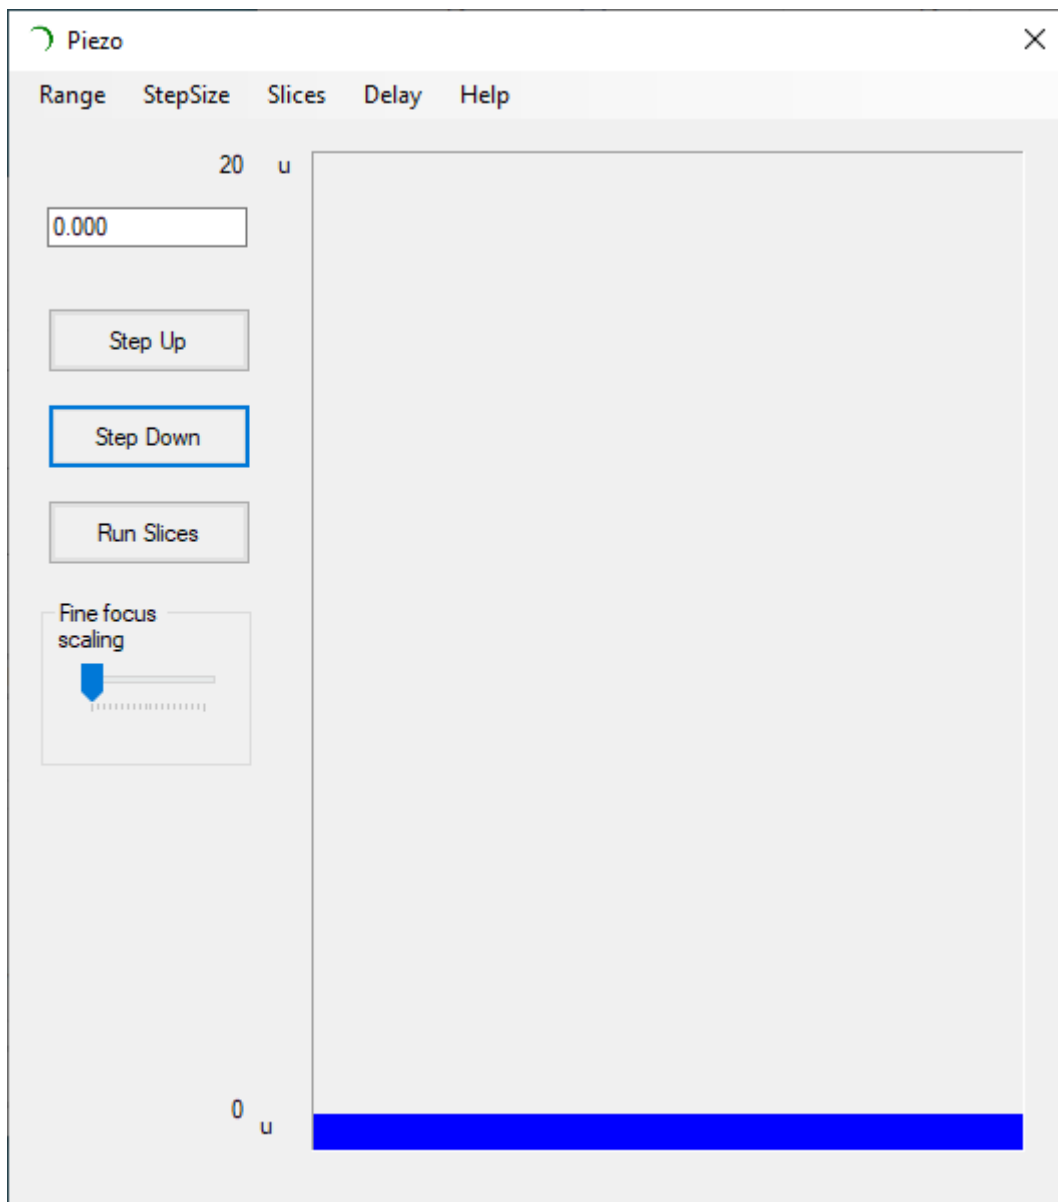 Piezo
Range StepSize Slices Delay Help
20 u
0.000
Step Up
Step Down
Run Slices
Fine focus
scaling
0
u